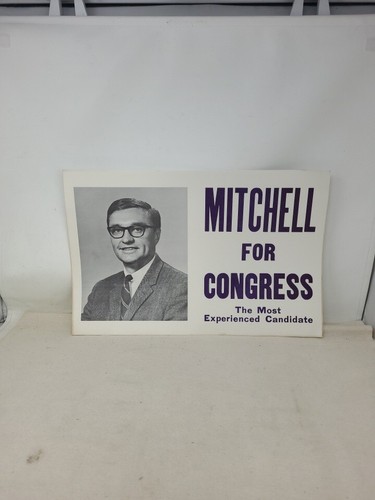 MITCHELL
FOR
CONGRESS
The Most
Experienced Candidate